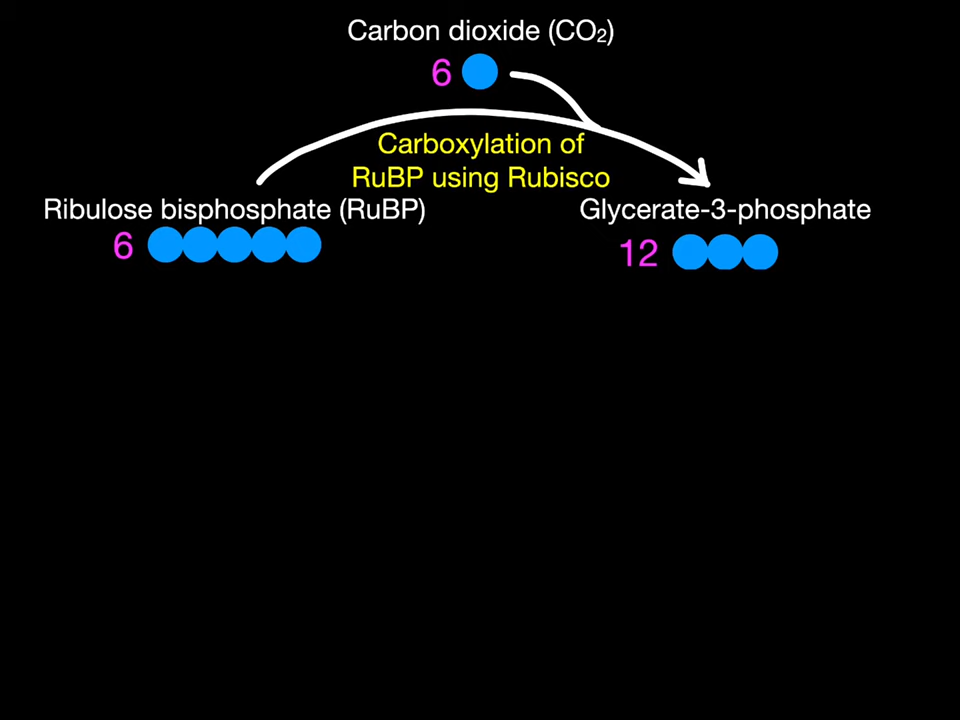 Carbon dioxide (CO₂)
6
Carboxylation of
RuBP using Rubisco
Ribulose bisphosphate (RuBP)
6
Glycerate-3-phosphate
12